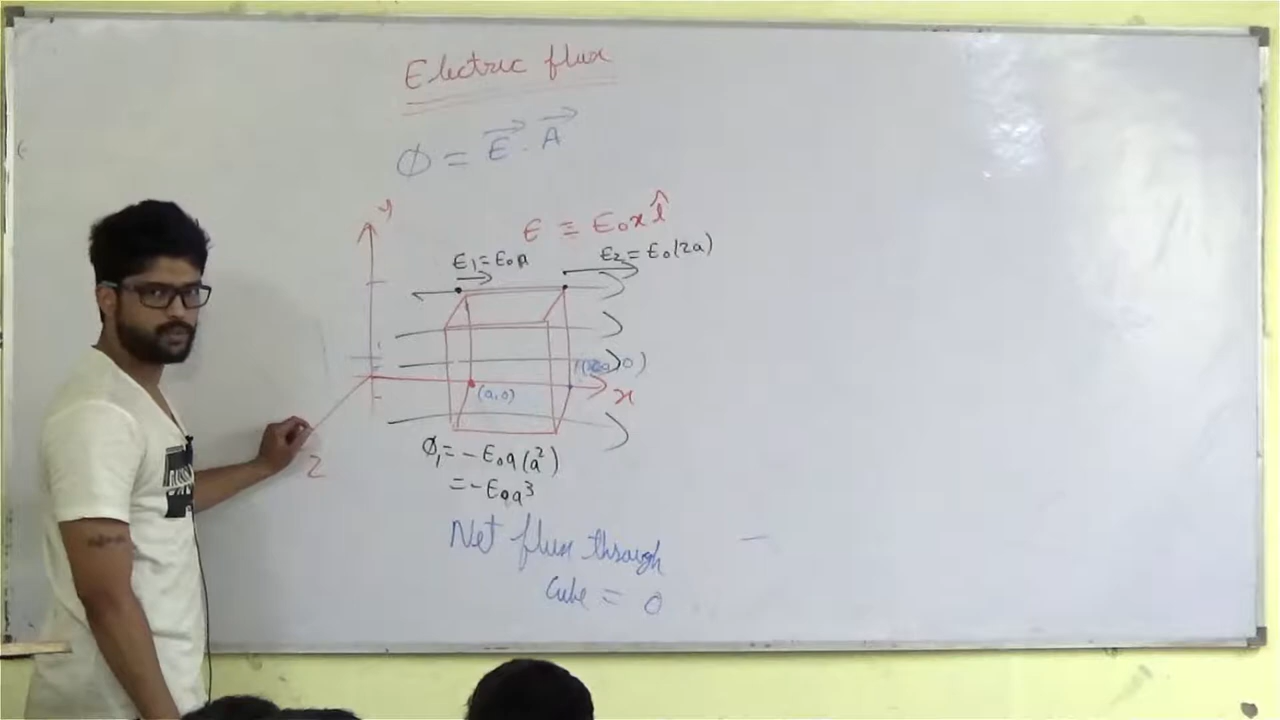 Electric flux
ϕ = E⃗ . A⃗
y
E = E₀x î
E₁ = E₀a
E₂ = E₀(2a)
(a,0)
x
z
ϕ₁ = -E₀a(a²)
= -E₀a³
Net flux through
Cube = 0